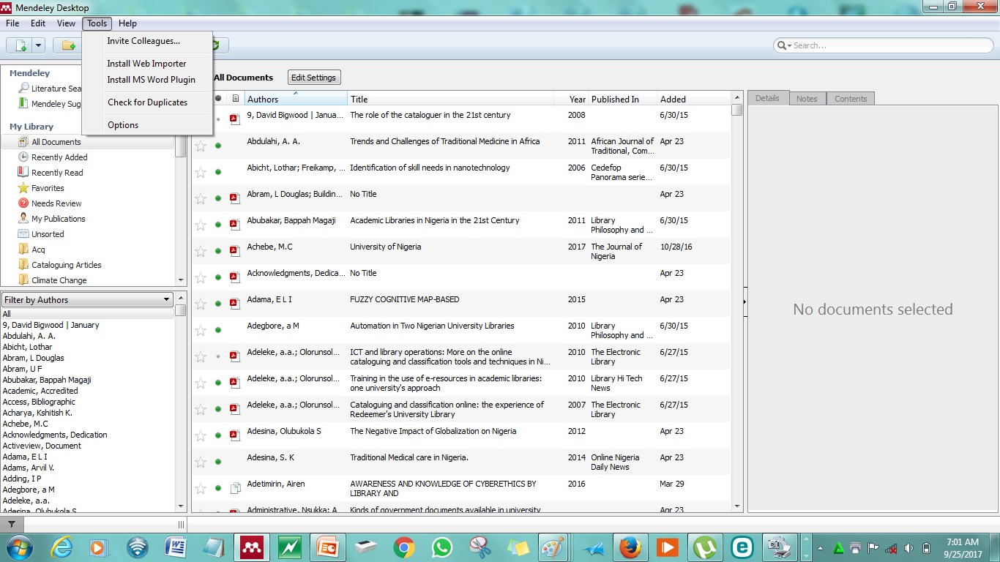 Mendeley Desktop
File Edit View Tools Help
Invite Colleagues...
Install Web Importer
Install MS Word Plugin
Check for Duplicates
Options
Search...
Mendeley
Literature Sea
Mendeley Sug
My Library
All Documents
Recently Added
Recently Read
Favorites
Needs Review
My Publications
Unsorted
Acq
Cataloguing Articles
Climate Change
Filter by Authors
All
9, David Bigwood | January
Abdulahi, A. A.
Abicht, Lothar
Abram, L Douglas
Abram, U F
Abubakar, Bappah Magaji
Academic, Accredited
Access, Bibliographic
Acharya, Kshitish K.
Achebe, M.C
Acknowledgments, Dedication
Activeview, Document
Adama, E L I
Adams, Arvil V.
Adding, I P
Adegbore, a M
Adeleke, a.a.
Adesina, Olubukola S
All Documents Edit Settings
Authors Title Year Published In Added
9, David Bigwood | Janua... The role of the cataloguer in the 21st century 2008 6/30/15
Abdulahi, A. A. Trends and Challenges of Traditional Medicine in Africa 2011 African Journal of Apr 23
Traditional, Com...
Abicht, Lothar; Freikamp, ... Identification of skill needs in nanotechnology 2006 Cedefop 6/30/15
Panorama serie...
Abram, L Douglas; Buildin... No Title Apr 23
Abubakar, Bappah Magaji Academic Libraries in Nigeria in the 21st Century 2011 Library 6/30/15
Philosophy and ...
Achebe, M.C University of Nigeria 2017 The Journal of 10/28/16
Nigeria
Acknowledgments, Dedica... No Title Apr 23
Adama, E L I FUZZY COGNITIVE MAP-BASED 2015 Apr 23
Adegbore, a M Automation in Two Nigerian University Libraries 2010 Library 6/30/15
Philosophy and ...
Adeleke, a.a.; Olorunsol... ICT and library operations: More on the online 2010 The Electronic 6/27/15
cataloguing and classification tools and techniques in Ni... Library
Adeleke, a.a.; Olorunsol... Training in the use of e-resources in academic libraries: 2010 Library Hi Tech 6/27/15
one university's approach News
Adeleke, a.a.; Olorunsol... Cataloguing and classification online: the experience of 2007 The Electronic 6/27/15
Redeemer's University Library Library
Adesina, Olubukola S The Negative Impact of Globalization on Nigeria 2012 Apr 23
Adesina, S. K Traditional Medical care in Nigeria. 2014 Online Nigeria Apr 23
Daily News
Adetimirin, Airen AWARENESS AND KNOWLEDGE OF CYBERETHICS BY 2016 Mar 29
LIBRARY AND
Administrative, Nsukka; A Kinds of government documents available in university Apr 23
Details Notes Contents
No documents selected
7:01 AM
9/25/2017